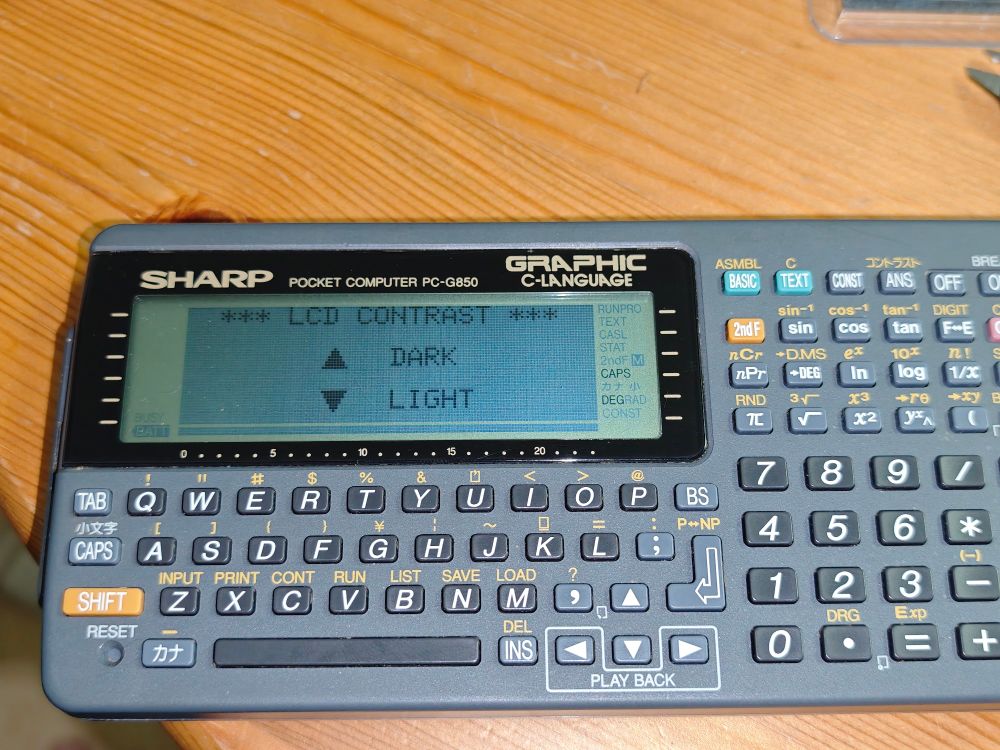 SHARP POCKET COMPUTER PC-G850 GRAPHIC C-LANGUAGE
*** LCD CONTRAST ***
▲ DARK
▼ LIGHT
RUNPRO
TEXT
CASL
STAT
2ndF M
CAPS
カナ 小
DEGRAD
CONST
BUSY
BATT
0 5 10 15 20
ASMBL C コントラスト BREA
BASIC TEXT CONST ANS OFF O
sin⁻¹ cos⁻¹ tan⁻¹ DIGIT
2nd F sin cos tan F↔E C
nCr →D.MS eˣ 10ˣ n! S
nPr →DEG ln log 1/x
RND ³√ x³ →rθ →xy B
π √ x² yˣ^ (
7 8 9 /
4 5 6 *
(−)
1 2 3 −
DRG Exp
0 • = +
! " # $ % & < > @
TAB Q W E R T Y U I O P BS
小文字 [ ] { } ¥ ¦ ~ = : P↔NP
CAPS A S D F G H J K L ;
INPUT PRINT CONT RUN LIST SAVE LOAD ?
SHIFT Z X C V B N M , ▲
RESET DEL
カナ INS ◀ ▼ ▶
PLAY BACK